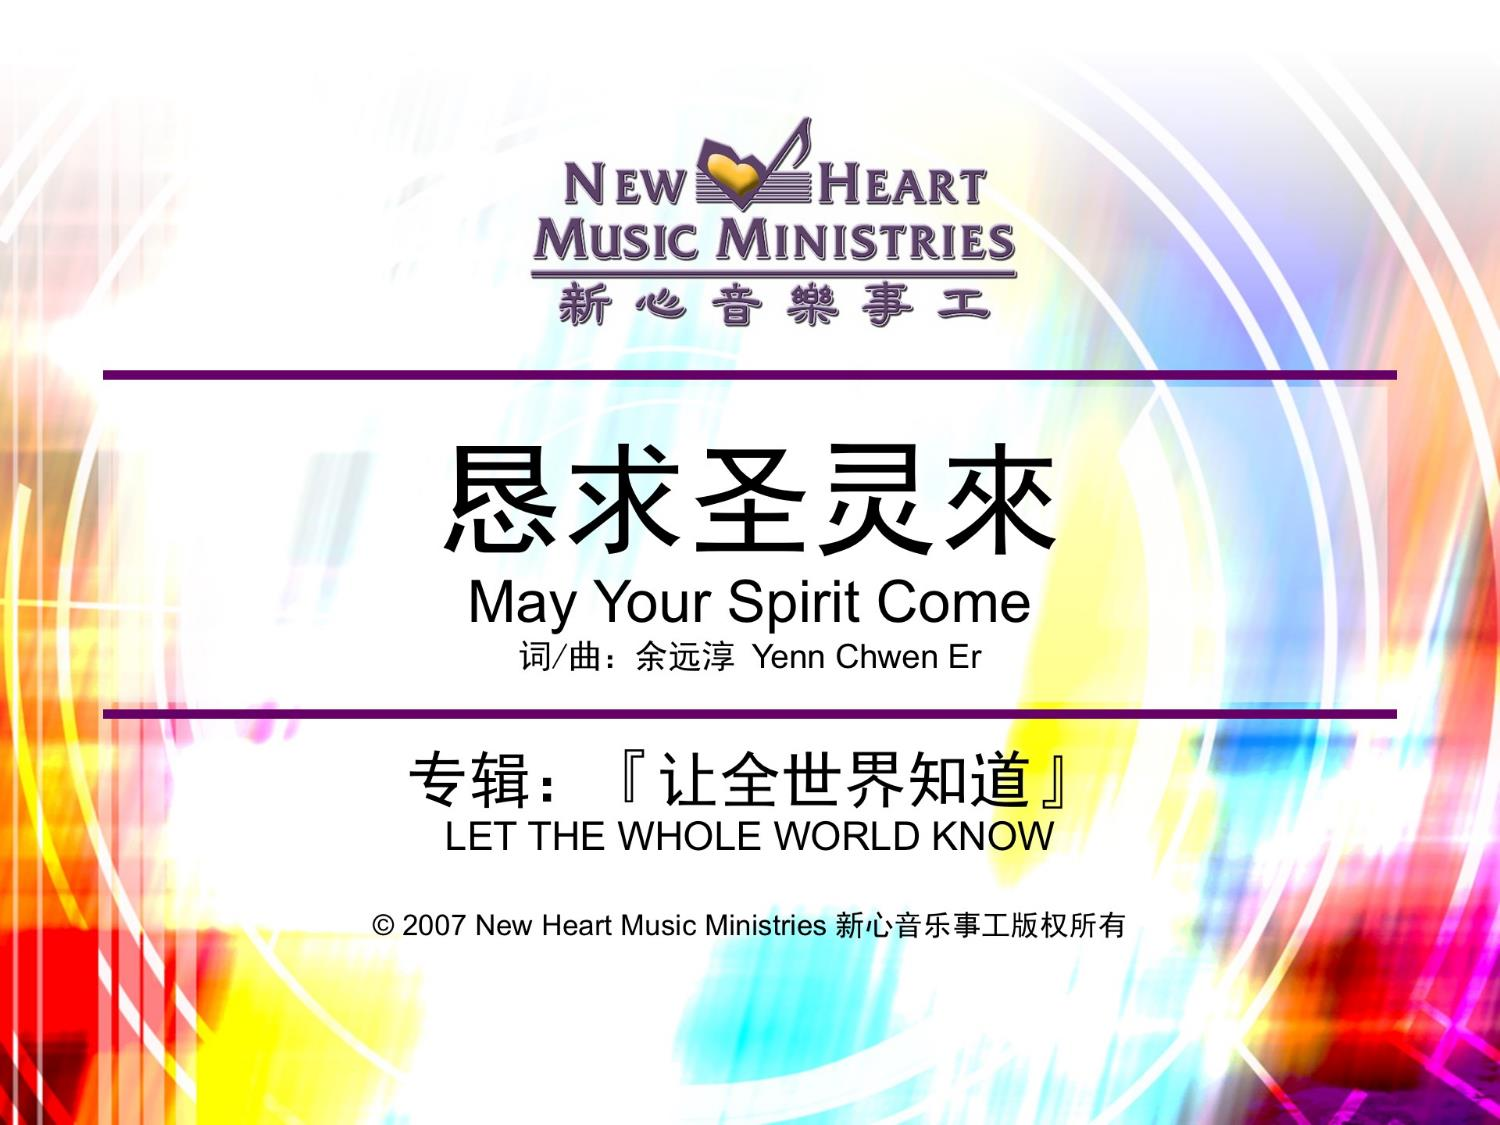 NEW HEART
MUSIC MINISTRIES
新心音樂事工
恳求圣灵來
May Your Spirit Come
词/曲：余远淳 Yenn Chwen Er
专辑：『让全世界知道』
LET THE WHOLE WORLD KNOW
© 2007 New Heart Music Ministries 新心音乐事工版权所有